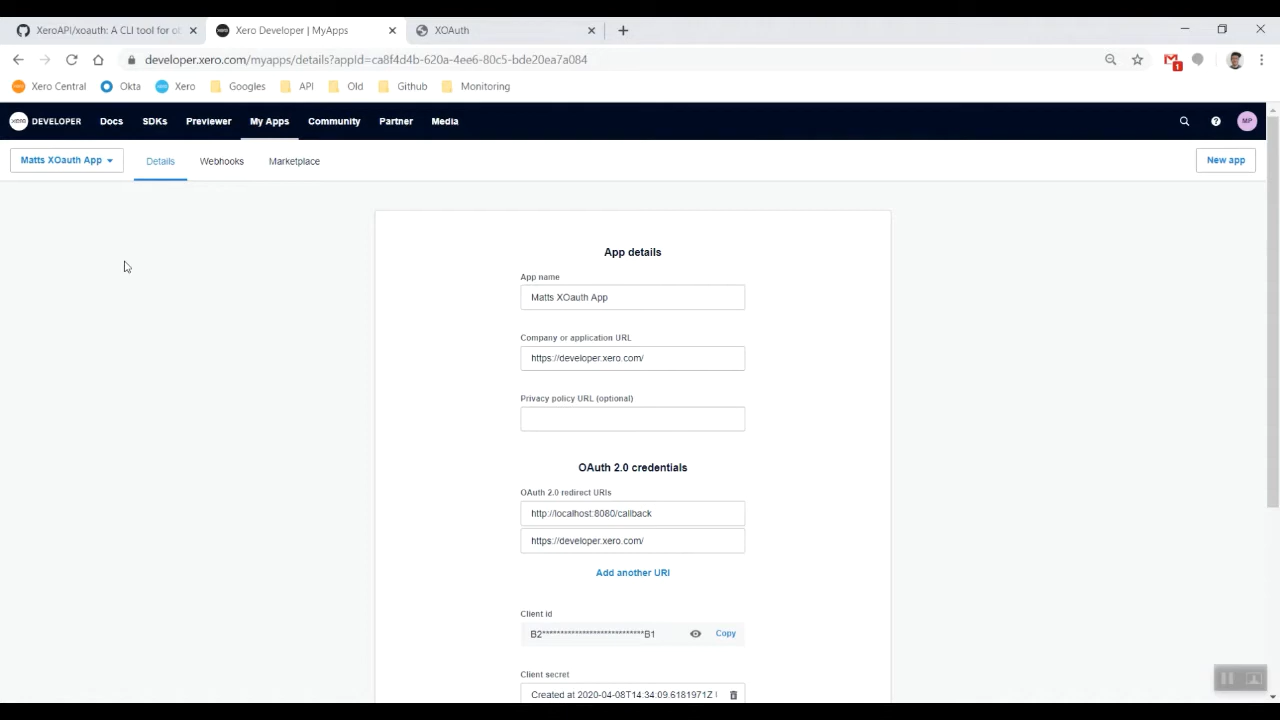 XeroAPI/xoauth: A CLI tool for ob
Xero Developer | MyApps
XOAuth
developer.xero.com/myapps/details?appId=ca8f4d4b-620a-4ee6-80c5-bde20ea7a084
1
Xero Central
Okta
Xero
Googles
API
Old
Github
Monitoring
xero DEVELOPER
Docs
SDKs
Previewer
My Apps
Community
Partner
Media
MP
Matts XOauth App
Details
Webhooks
Marketplace
New app
App details
App name
Matts XOauth App
Company or application URL
https://developer.xero.com/
Privacy policy URL (optional)
OAuth 2.0 credentials
OAuth 2.0 redirect URIs
http://localhost:8080/callback
https://developer.xero.com/
Add another URI
Client id
B2****************************B1
Copy
Client secret
Created at 2020-04-08T14:34:09.6181971Z